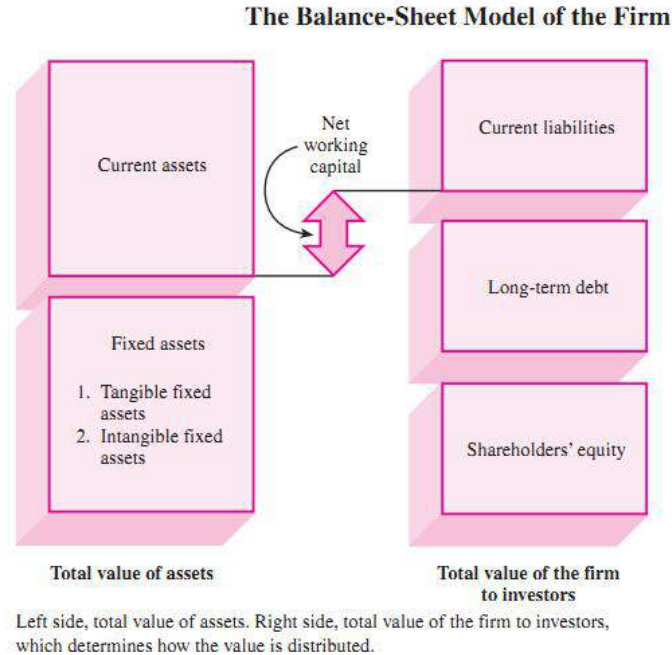 The Balance-Sheet Model of the Firm
Current assets
Net
working
capital
Current liabilities
Long-term debt
Fixed assets
1. Tangible fixed
assets
2. Intangible fixed
assets
Shareholders' equity
Total value of assets
Total value of the firm
to investors
Left side, total value of assets. Right side, total value of the firm to investors,
which determines how the value is distributed.